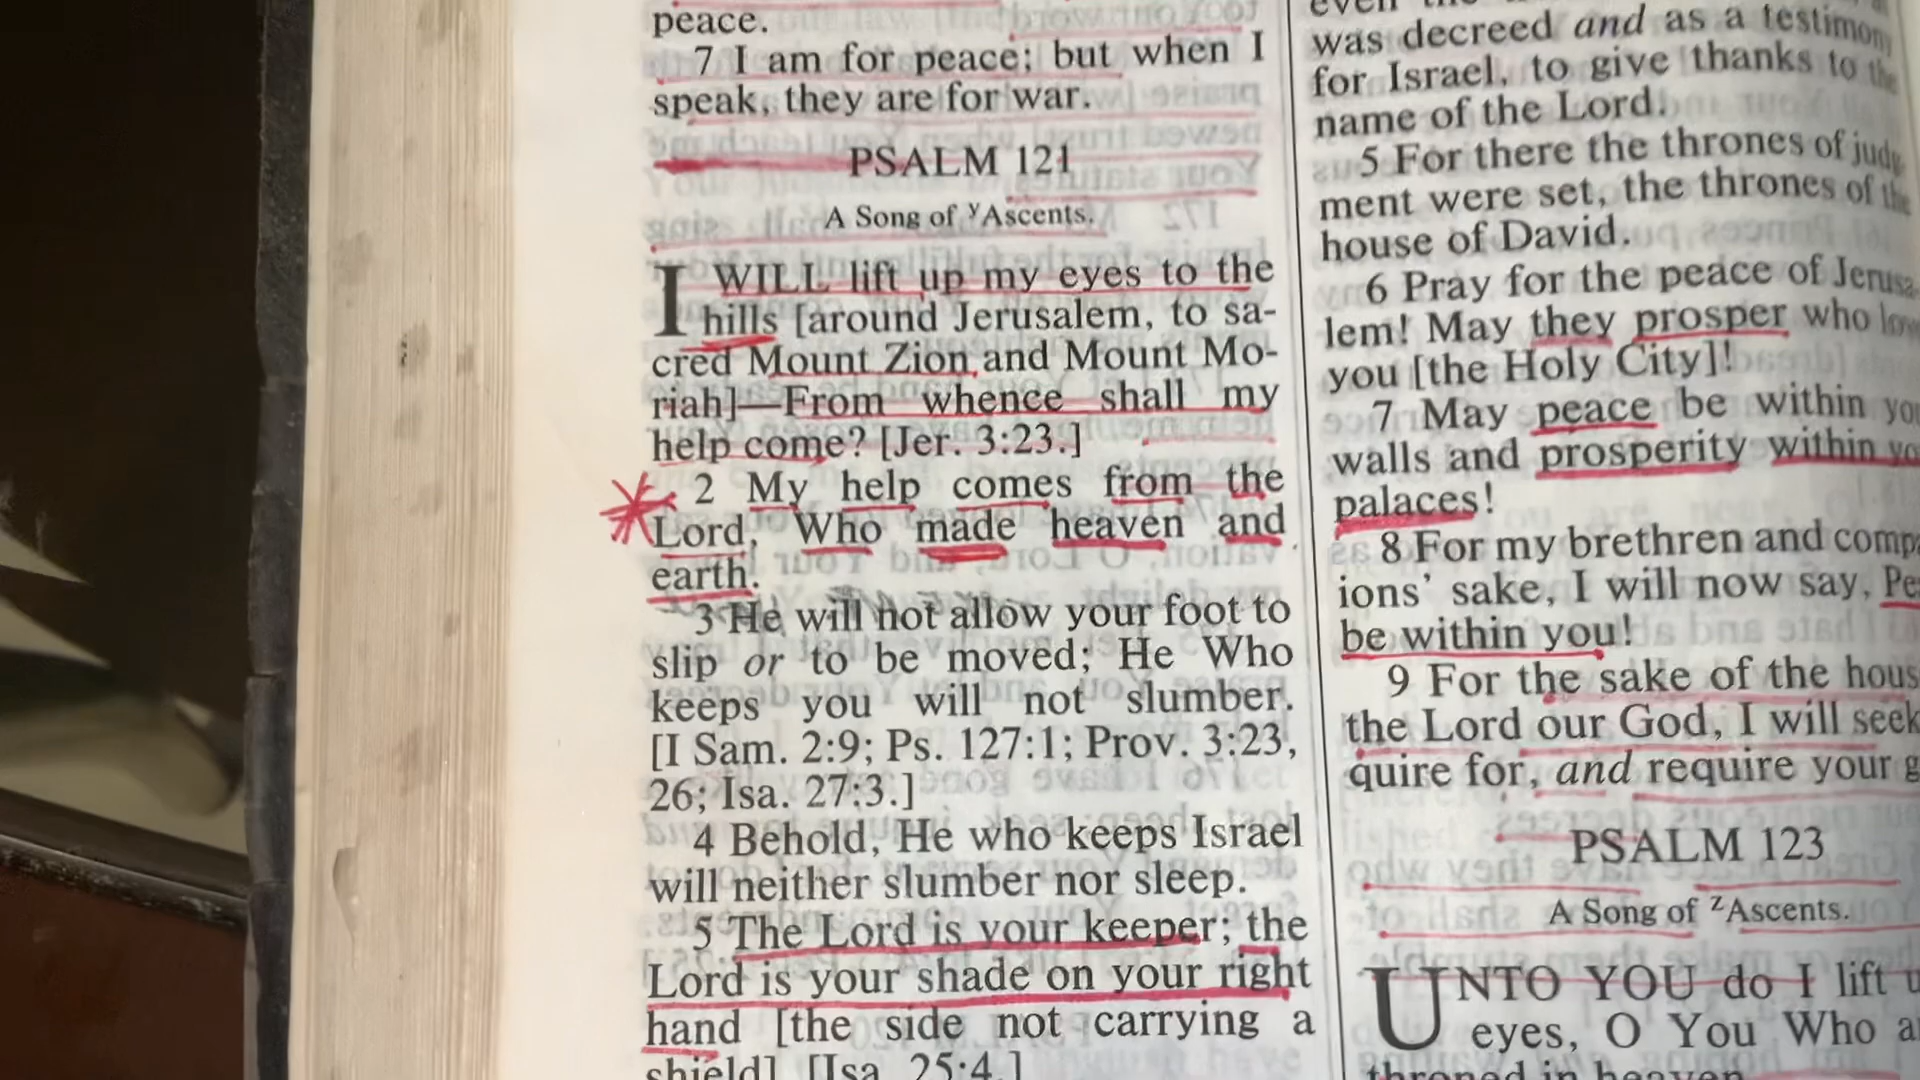 peace.
7 I am for peace; but when I
speak, they are for war.
PSALM 121
A Song of yAscents.
I WILL lift up my eyes to the
hills [around Jerusalem, to sa-
cred Mount Zion and Mount Mo-
riah]—From whence shall my
help come? [Jer. 3:23.]
2 My help comes from the
Lord, Who made heaven and
earth.
3 He will not allow your foot to
slip or to be moved; He Who
keeps you will not slumber.
[I Sam. 2:9; Ps. 127:1; Prov. 3:23,
26; Isa. 27:3.]
4 Behold, He who keeps Israel
will neither slumber nor sleep.
5 The Lord is your keeper; the
Lord is your shade on your right
hand [the side not carrying a
shield]. [Isa. 25:4.]
was decreed and as a testimony
for Israel, to give thanks to the
name of the Lord.
5 For there the thrones of judg-
ment were set, the thrones of the
house of David.
6 Pray for the peace of Jerusa-
lem! May they prosper who love
you [the Holy City]!
7 May peace be within
walls and prosperity within
palaces!
8 For my brethren and
ions' sake, I will now say,
be within you!
9 For the sake of the
the Lord our God, I will seek
quire for, and require your
PSALM 123
A Song of zAscents.
UNTO YOU do I lift
eyes, O You Who
throned in heaven